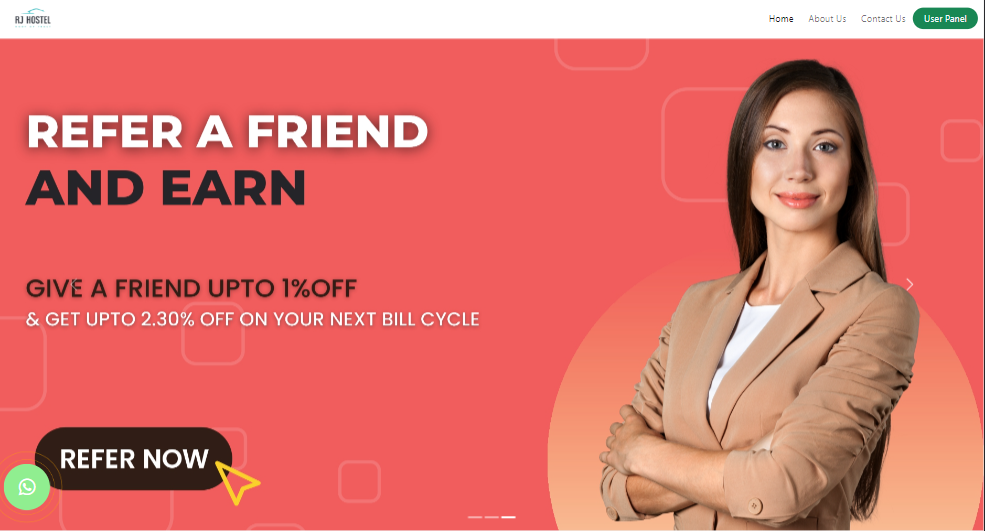 RJ HOSTEL
Home
About Us
Contact Us
User Panel
REFER A FRIEND
AND EARN
GIVE A FRIEND UPTO 1%OFF
& GET UPTO 2.30% OFF ON YOUR NEXT BILL CYCLE
REFER NOW